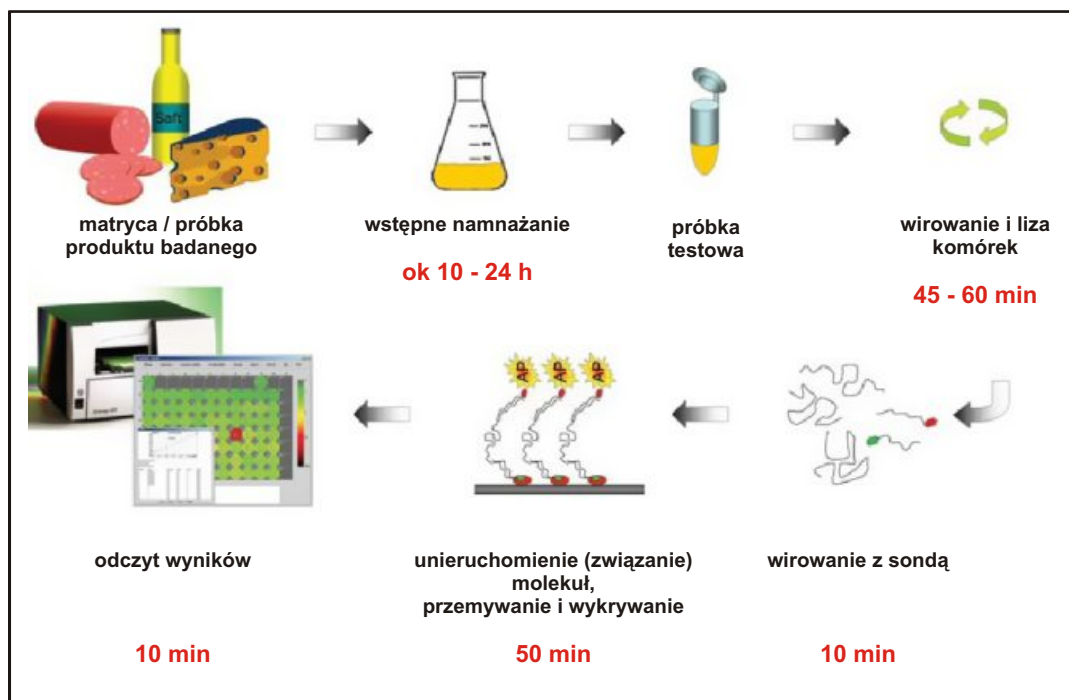 Saft
matryca / próbka
produktu badanego
wstępne namnażanie
ok 10 - 24 h
próbka
testowa
wirowanie i liza
komórek
45 - 60 min
AP AP AP
odczyt wyników
10 min
unieruchomienie (związanie)
molekuł,
przemywanie i wykrywanie
50 min
wirowanie z sondą
10 min